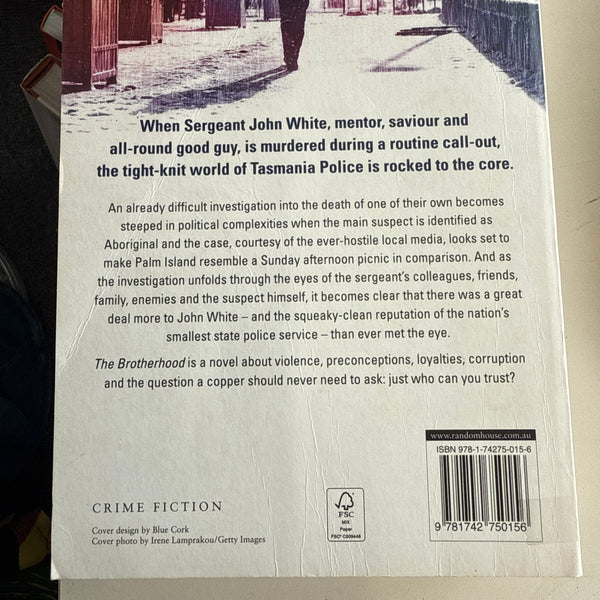 When Sergeant John White, mentor, saviour and
all-round good guy, is murdered during a routine call-out,
the tight-knit world of Tasmania Police is rocked to the core.
An already difficult investigation into the death of one of their own becomes
steeped in political complexities when the main suspect is identified as
Aboriginal and the case, courtesy of the ever-hostile local media, looks set to
make Palm Island resemble a Sunday afternoon picnic in comparison. And as
the investigation unfolds through the eyes of the sergeant's colleagues, friends,
family, enemies and the suspect himself, it becomes clear that there was a great
deal more to John White – and the squeaky-clean reputation of the nation's
smallest state police service – than ever met the eye.
The Brotherhood is a novel about violence, preconceptions, loyalties, corruption
and the question a copper should never need to ask: just who can you trust?
www.randomhouse.com.au
ISBN 978-1-74275-015-6
9 781742 750156
CRIME FICTION
Cover design by Blue Cork
Cover photo by Irene Lamprakou/Getty Images
FSC
MIX
Paper
FSC® C009448